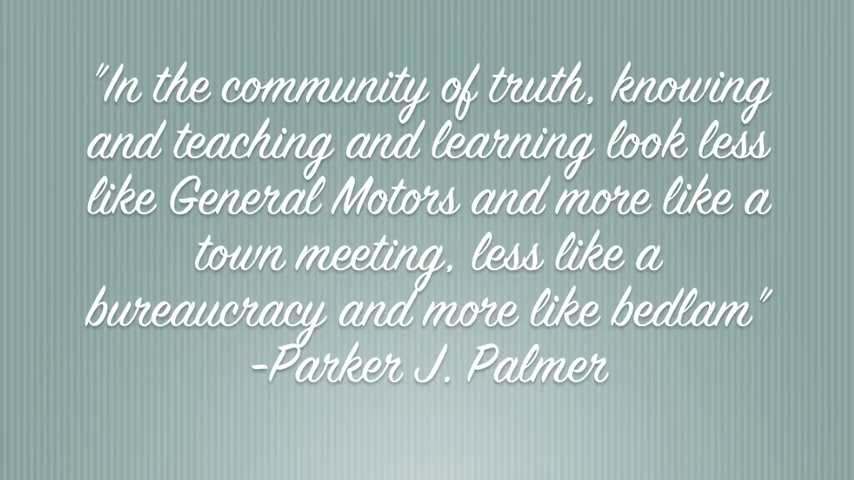 "In the community of truth, knowing
and teaching and learning look less
like General Motors and more like a
town meeting, less like a
bureaucracy and more like bedlam"
-Parker J. Palmer